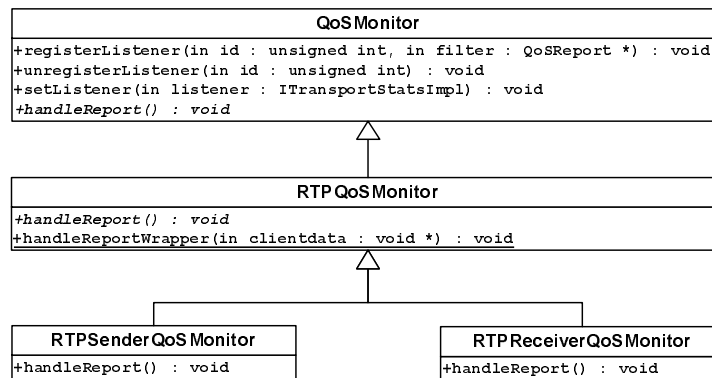 QoSMonitor
+registerListener(in id : unsigned int, in filter : QoSReport *) : void
+unregisterListener(in id : unsigned int) : void
+setListener(in listener : ITransportStatsImpl) : void
+handleReport() : void
RTPQoSMonitor
+handleReport() : void
+handleReportWrapper(in clientdata : void *) : void
RTPSenderQoSMonitor
+handleReport() : void
RTPReceiverQoSMonitor
+handleReport() : void